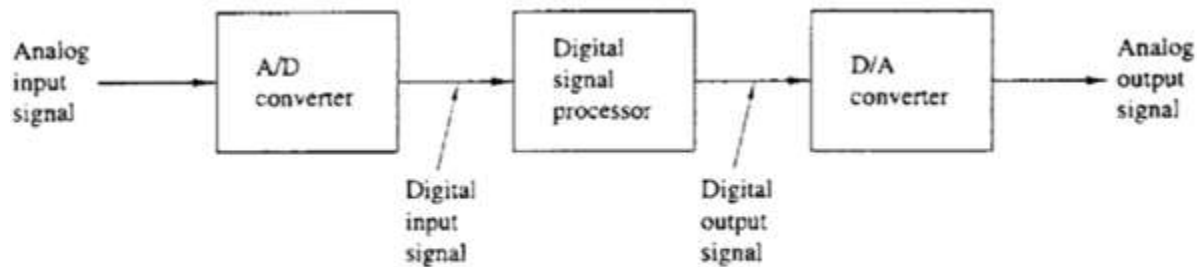 Analog
input
signal
A/D
converter
Digital
signal
processor
D/A
converter
Analog
output
signal
Digital
input
signal
Digital
output
signal